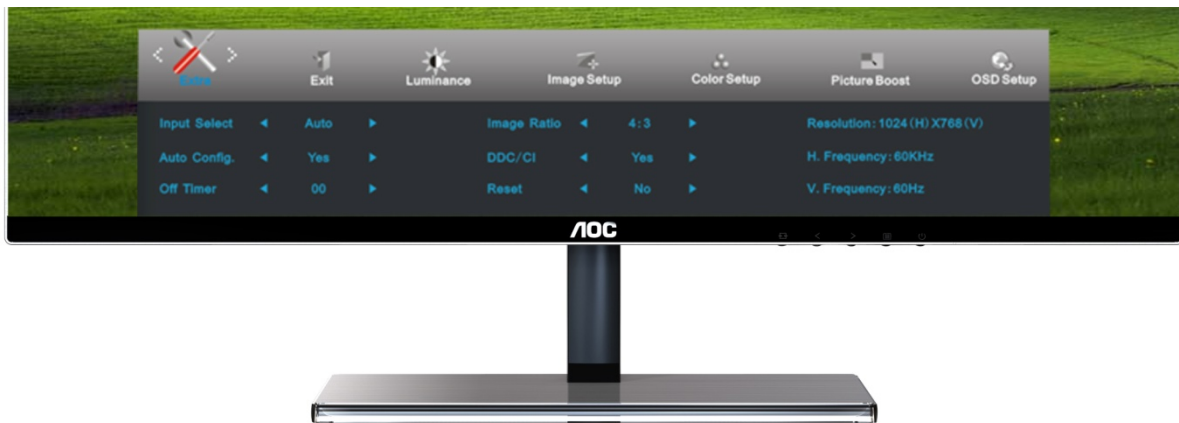 Extra
Exit
Luminance
Image Setup
Color Setup
Picture Boost
OSD Setup
Input Select Auto
Image Ratio 4:3
Resolution: 1024 (H) X768 (V)
Auto Config. Yes
DDC/CI Yes
H. Frequency: 60KHz
Off Timer 00
Reset No
V. Frequency: 60Hz
AOC